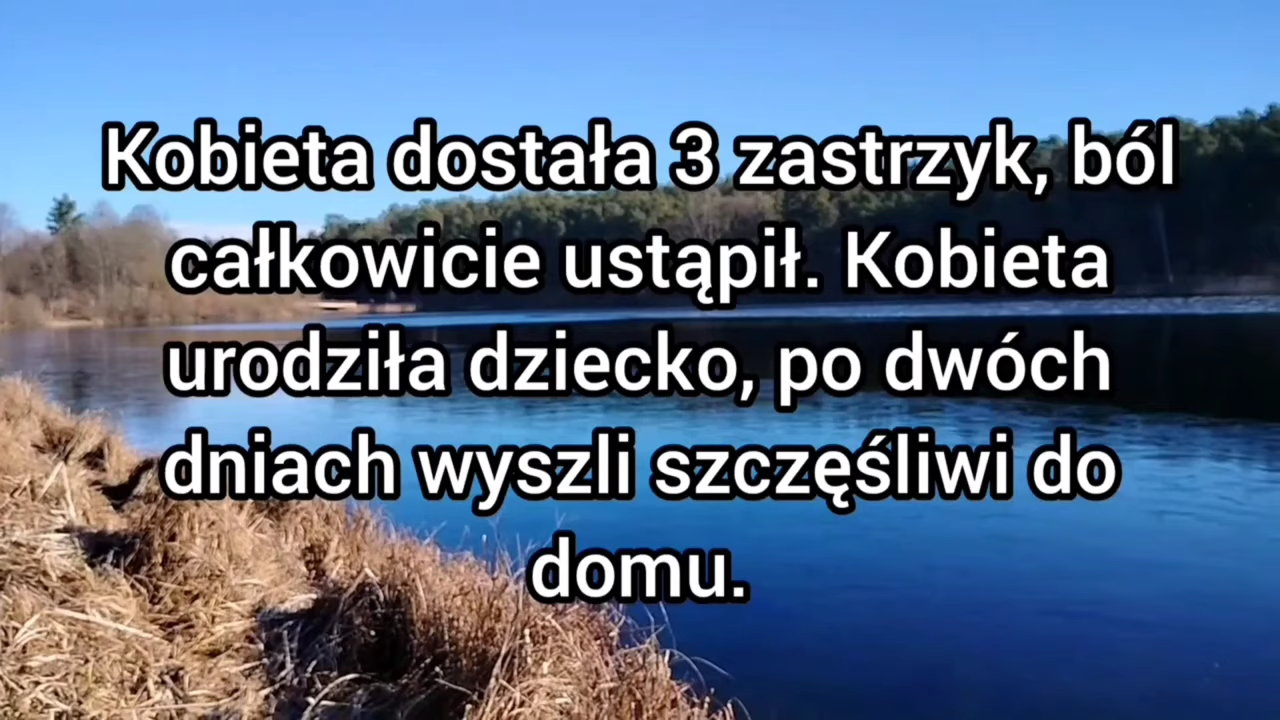 Kobieta dostała 3 zastrzyk, ból
całkowicie ustąpił. Kobieta
urodziła dziecko, po dwóch
dniach wyszli szczęśliwi do
domu.